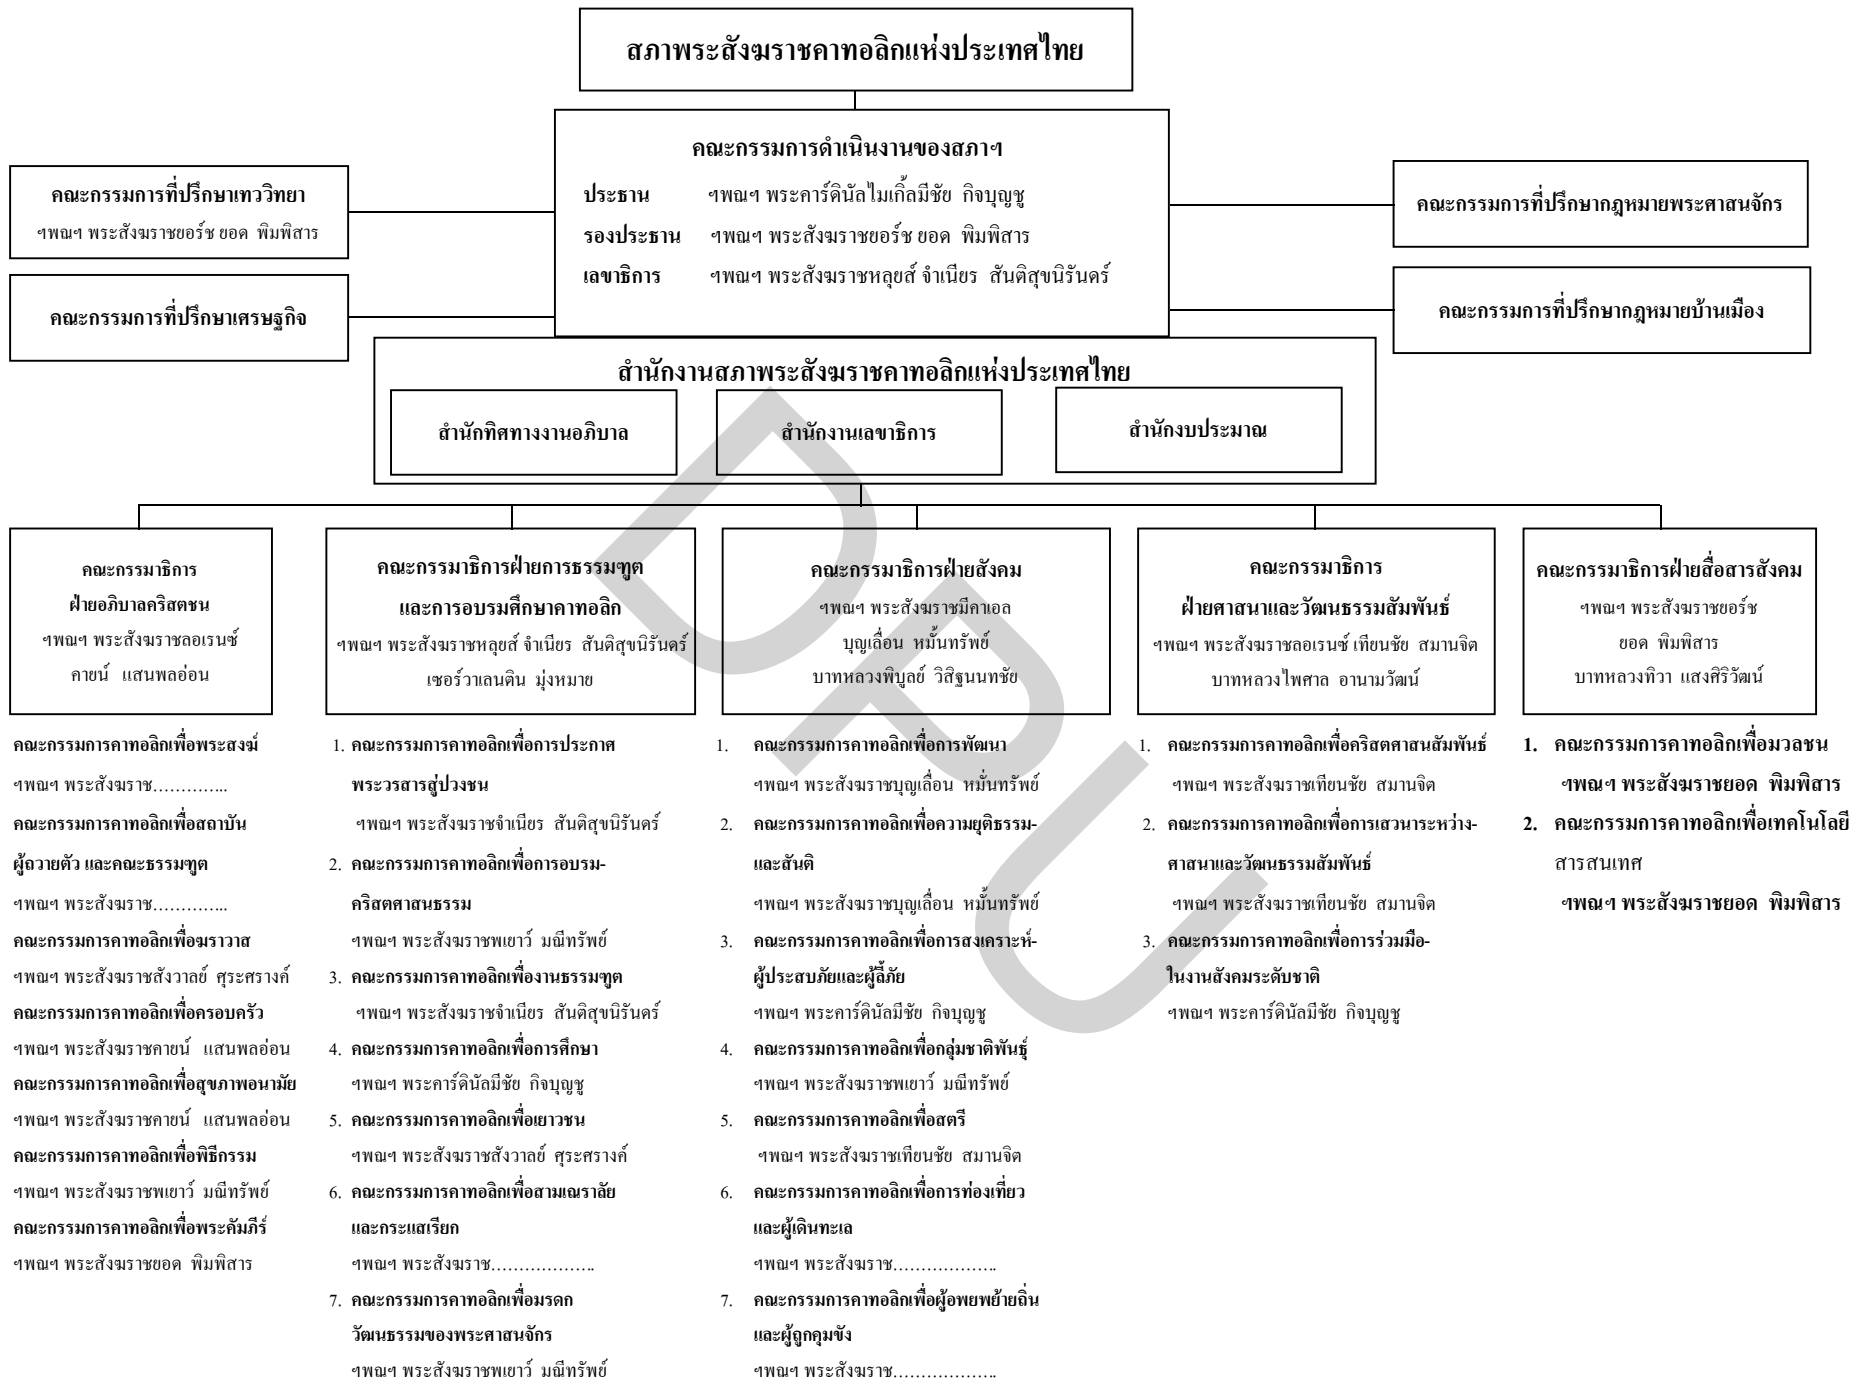 สภาพระสังฆราชคาทอลิกแห่งประเทศไทย
คณะกรรมการดำเนินงานของสภาฯ
ประธาน ฯพณฯ พระคาร์ดินัลไมเกิ้ลมีชัย กิจบุญชู
รองประธาน ฯพณฯ พระสังฆราชยอร์ช ยอด พิมพิสาร
เลขาธิการ ฯพณฯ พระสังฆราชหลุยส์ จำเนียร สันติสุขนิรันดร์
คณะกรรมการที่ปรึกษาเทววิทยา
ฯพณฯ พระสังฆราชยอร์ช ยอด พิมพิสาร
คณะกรรมการที่ปรึกษาเศรษฐกิจ
คณะกรรมการที่ปรึกษากฎหมายพระศาสนจักร
คณะกรรมการที่ปรึกษากฎหมายบ้านเมือง
สำนักงานสภาพระสังฆราชคาทอลิกแห่งประเทศไทย
สำนักทิศทางงานอภิบาล
สำนักงานเลขาธิการ
สำนักงบประมาณ
คณะกรรมาธิการ
ฝ่ายอภิบาลคริสตชน
ฯพณฯ พระสังฆราชลอเรนซ์
คายน์ แสนพลอ่อน
คณะกรรมการคาทอลิกเพื่อพระสงฆ์
ฯพณฯ พระสังฆราช.............
คณะกรรมการคาทอลิกเพื่อสถาบัน
ผู้ถวายตัว และคณะธรรมทูต
ฯพณฯ พระสังฆราช.............
คณะกรรมการคาทอลิกเพื่อฆราวาส
ฯพณฯ พระสังฆราชสังวาลย์ ศุระศรางค์
คณะกรรมการคาทอลิกเพื่อครอบครัว
ฯพณฯ พระสังฆราชคายน์ แสนพลอ่อน
คณะกรรมการคาทอลิกเพื่อสุขภาพอนามัย
ฯพณฯ พระสังฆราชคายน์ แสนพลอ่อน
คณะกรรมการคาทอลิกเพื่อพิธีกรรม
ฯพณฯ พระสังฆราชพเยาว์ มณีทรัพย์
คณะกรรมการคาทอลิกเพื่อพระคัมภีร์
ฯพณฯ พระสังฆราชยอด พิมพิสาร
คณะกรรมาธิการฝ่ายการธรรมฑูต
และการอบรมศึกษาคาทอลิก
ฯพณฯ พระสังฆราชหลุยส์ จำเนียร สันติสุขนิรันดร์
เซอร์วาเลนติน มุ่งหมาย
1. คณะกรรมการคาทอลิกเพื่อการประกาศ
พระวรสารสู่ปวงชน
ฯพณฯ พระสังฆราชจำเนียร สันติสุขนิรันดร์
2. คณะกรรมการคาทอลิกเพื่อการอบรม-
คริสตศาสนธรรม
ฯพณฯ พระสังฆราชพเยาว์ มณีทรัพย์
3. คณะกรรมการคาทอลิกเพื่องานธรรมฑูต
ฯพณฯ พระสังฆราชจำเนียร สันติสุขนิรันดร์
4. คณะกรรมการคาทอลิกเพื่อการศึกษา
ฯพณฯ พระคาร์ดินัลมีชัย กิจบุญชู
5. คณะกรรมการคาทอลิกเพื่อเยาวชน
ฯพณฯ พระสังฆราชสังวาลย์ ศุระศรางค์
6. คณะกรรมการคาทอลิกเพื่อสามเณราลัย
และกระแสเรียก
ฯพณฯ พระสังฆราช..................
7. คณะกรรมการคาทอลิกเพื่อมรดก
วัฒนธรรมของพระศาสนจักร
ฯพณฯ พระสังฆราชพเยาว์ มณีทรัพย์
คณะกรรมาธิการฝ่ายสังคม
ฯพณฯ พระสังฆราชมีคาเอล
บุญเลื่อน หมั้นทรัพย์
บาทหลวงพิบูลย์ วิสิฐนนทชัย
1. คณะกรรมการคาทอลิกเพื่อการพัฒนา
ฯพณฯ พระสังฆราชบุญเลื่อน หมั่นทรัพย์
2. คณะกรรมการคาทอลิกเพื่อความยุติธรรม-
และสันติ
ฯพณฯ พระสังฆราชบุญเลื่อน หมั้นทรัพย์
3. คณะกรรมการคาทอลิกเพื่อการสงเคราะห์-
ผู้ประสบภัยและผู้ลี้ภัย
ฯพณฯ พระคาร์ดินัลมีชัย กิจบุญชู
4. คณะกรรมการคาทอลิกเพื่อกลุ่มชาติพันธุ์
ฯพณฯ พระสังฆราชพเยาว์ มณีทรัพย์
5. คณะกรรมการคาทอลิกเพื่อสตรี
ฯพณฯ พระสังฆราชเทียนชัย สมานจิต
6. คณะกรรมการคาทอลิกเพื่อการท่องเที่ยว
และผู้เดินทะเล
ฯพณฯ พระสังฆราช..................
7. คณะกรรมการคาทอลิกเพื่อผู้อพยพย้ายถิ่น
และผู้ถูกคุมขัง
ฯพณฯ พระสังฆราช..................
คณะกรรมาธิการ
ฝ่ายศาสนาและวัฒนธรรมสัมพันธ์
ฯพณฯ พระสังฆราชลอเรนซ์ เทียนชัย สมานจิต
บาทหลวงไพศาล อานามวัฒน์
1. คณะกรรมการคาทอลิกเพื่อคริสตศาสนสัมพันธ์
ฯพณฯ พระสังฆราชเทียนชัย สมานจิต
2. คณะกรรมการคาทอลิกเพื่อการเสวนาระหว่าง-
ศาสนาและวัฒนธรรมสัมพันธ์
ฯพณฯ พระสังฆราชเทียนชัย สมานจิต
3. คณะกรรมการคาทอลิกเพื่อการร่วมมือ-
ในงานสังคมระดับชาติ
ฯพณฯ พระคาร์ดินัลมีชัย กิจบุญชู
คณะกรรมาธิการฝ่ายสื่อสารสังคม
ฯพณฯ พระสังฆราชยอร์ช
ยอด พิมพิสาร
บาทหลวงทิวา แสงศิริวัฒน์
1. คณะกรรมการคาทอลิกเพื่อมวลชน
ฯพณฯ พระสังฆราชยอด พิมพิสาร
2. คณะกรรมการคาทอลิกเพื่อเทคโนโลยี
สารสนเทศ
ฯพณฯ พระสังฆราชยอด พิมพิสาร
DPU